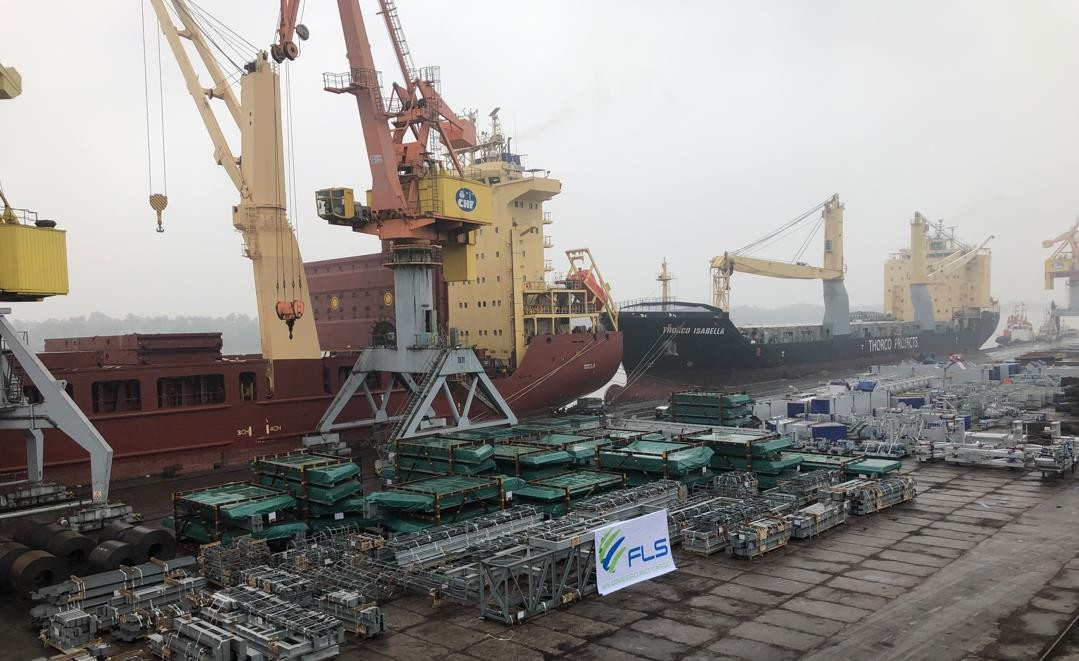 CHF
THORCO ISABELLA
THORCO PROJECTS
FLS
WE LOVE PROJECT CARGO